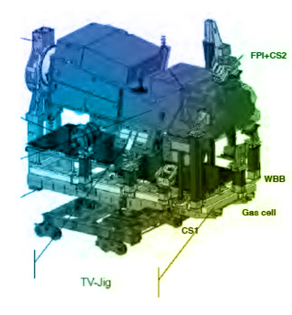 FPI+CS2
WBB
Gas cell
CS1
TV-Jig